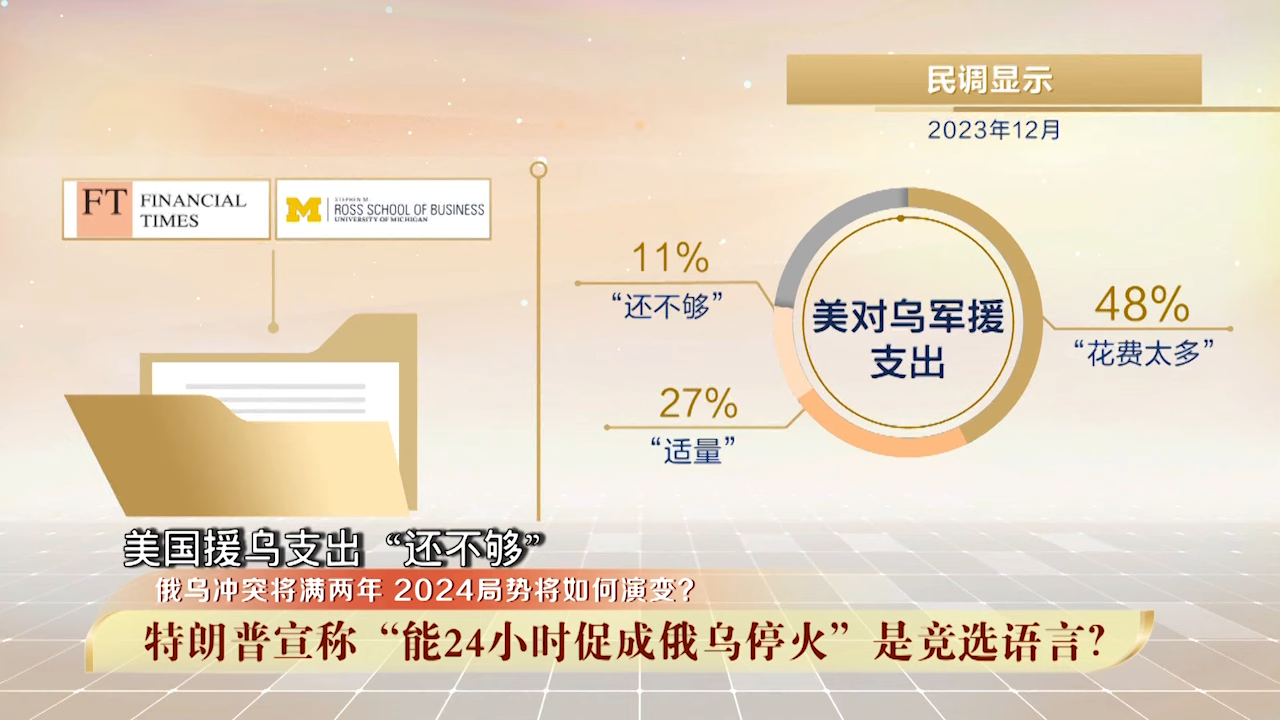 民调显示
2023年12月
FT FINANCIAL
TIMES
M STEPHEN M
ROSS SCHOOL OF BUSINESS
UNIVERSITY OF MICHIGAN
11%
“还不够”
27%
“适量”
美对乌军援
支出
48%
“花费太多”
美国援乌支出“还不够”
俄乌冲突将满两年 2024局势将如何演变？
特朗普宣称“能24小时促成俄乌停火”是竞选语言？